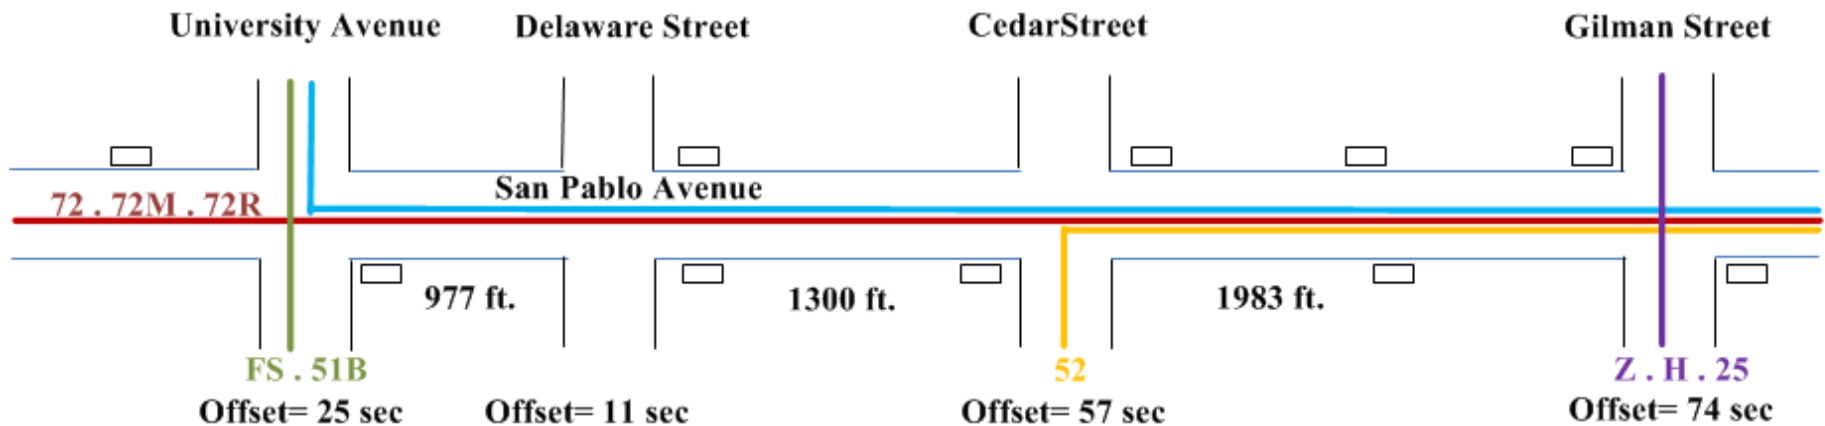 University Avenue
Delaware Street
CedarStreet
Gilman Street
San Pablo Avenue
72 . 72M . 72R
977 ft.
1300 ft.
1983 ft.
FS . 51B
52
Z . H . 25
Offset= 25 sec
Offset= 11 sec
Offset= 57 sec
Offset= 74 sec